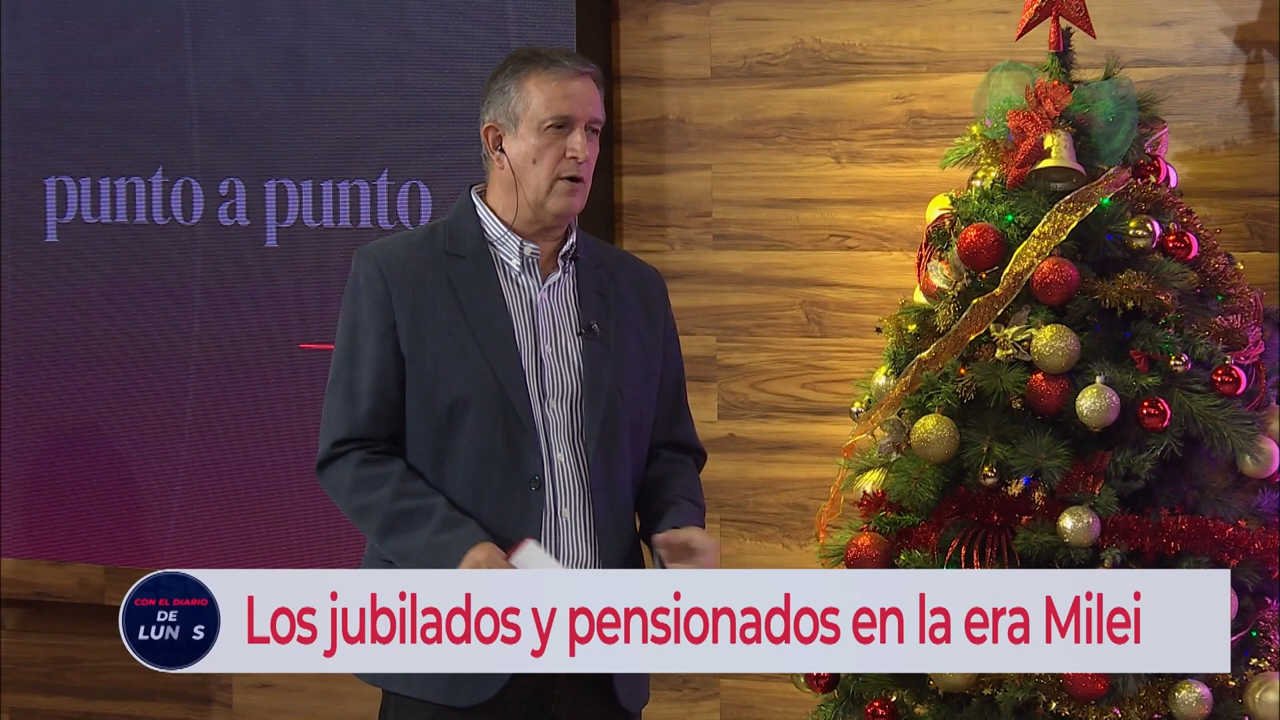 punto a punto
CON EL DIARIO
DE
LUN S
Los jubilados y pensionados en la era Milei